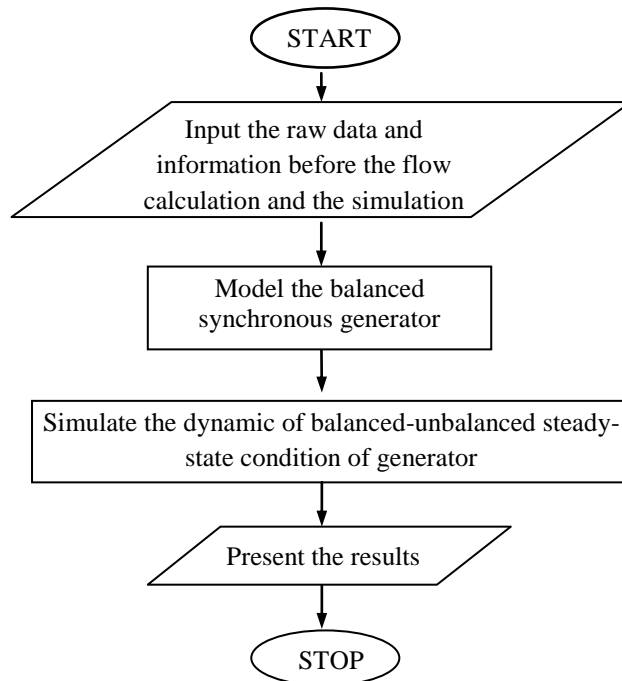 START
Input the raw data and
information before the flow
calculation and the simulation
Model the balanced
synchronous generator
Simulate the dynamic of balanced-unbalanced steady-
state condition of generator
Present the results
STOP